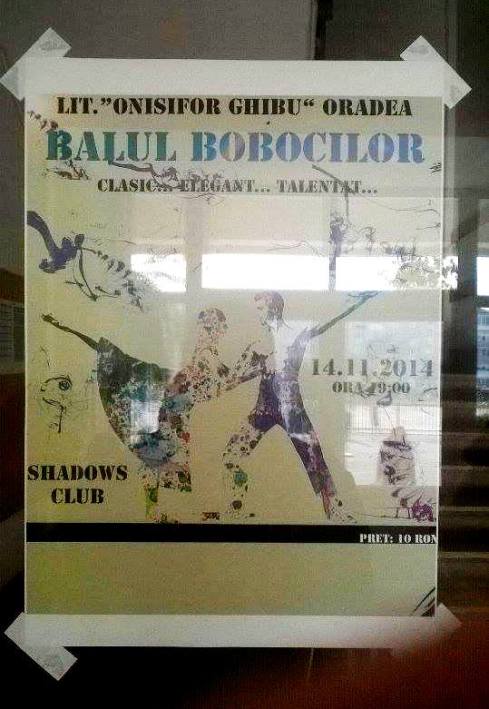 LIT."ONISIFOR GHIBU“ ORADEA
BALUL BOBOCILOR
CLASIC... ELEGANT... TALENTAT...
14.11.2014
ORA 19:00
SHADOWS
CLUB
PRET: 10 RON